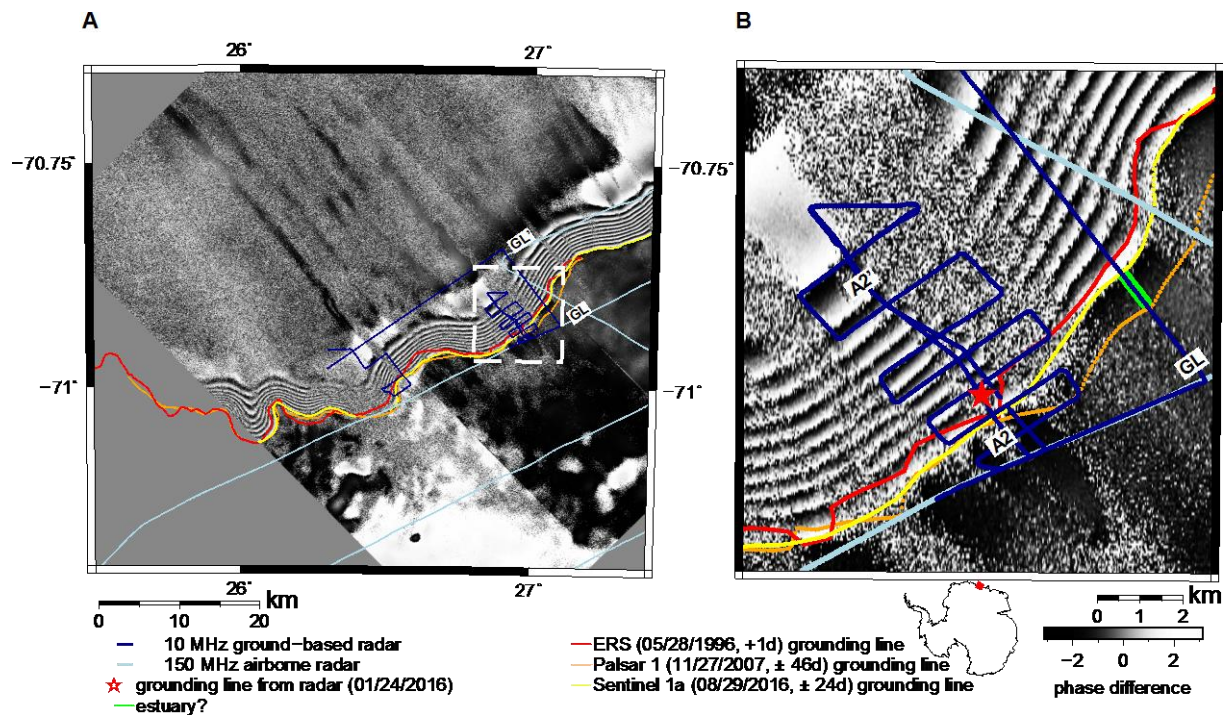 A
B
26° 27°
−70.75° −70.75° −70.75°
GL'
GL
−71° −71° −71°
26° 27°
A2'
A2
GL
km
0 10 20
10 MHz ground−based radar
150 MHz airborne radar
grounding line from radar (01/24/2016)
estuary?
ERS (05/28/1996, +1d) grounding line
Palsar 1 (11/27/2007, ± 46d) grounding line
Sentinel 1a (08/29/2016, ± 24d) grounding line
km
0 1 2
−2 0 2
phase difference